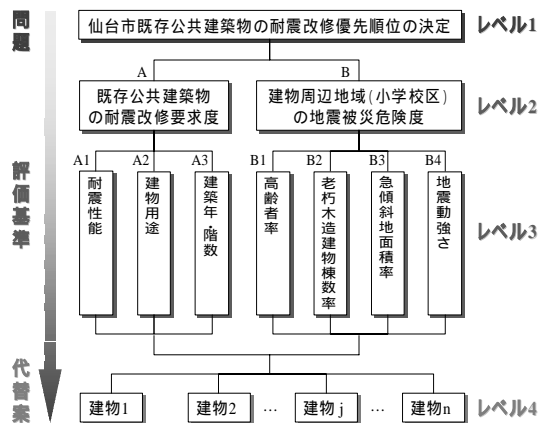 問題
仙台市既存公共建築物の耐震改修優先順位の決定
レベル1
A
B
既存公共建築物
の耐震改修要求度
建物周辺地域(小学校区)
の地震被災危険度
レベル2
評価基準
A1
A2
A3
B1
B2
B3
B4
耐震性能
建物用途
建築年・階数
高齢者率
老朽木造建物棟数率
急傾斜地面積率
地震動強さ
レベル3
代替案
建物1
建物2
…
建物j
…
建物n
レベル4